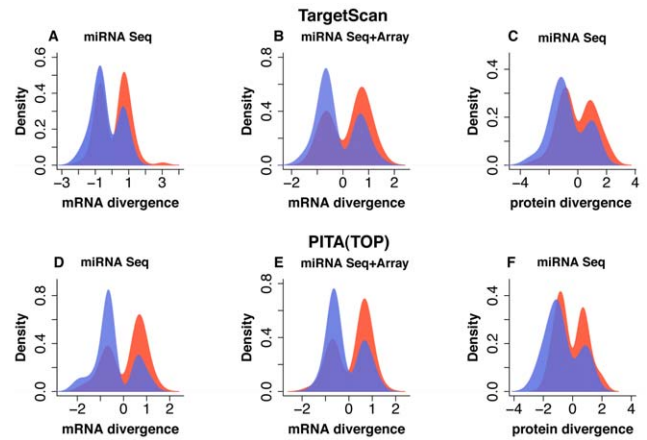 TargetScan
A miRNA Seq
B miRNA Seq+Array
C miRNA Seq
Density
0.0 0.2 0.4 0.6
-3 -1 1 3
mRNA divergence
Density
0.0 0.4 0.8
-2 0 1 2
mRNA divergence
Density
0.0 0.2 0.4
-4 -2 0 2 4
protein divergence
PITA(TOP)
D miRNA Seq
E miRNA Seq+Array
F miRNA Seq
Density
0.0 0.4 0.8
-2 0 1 2
mRNA divergence
Density
0.0 0.4 0.8
-2 0 1 2
mRNA divergence
Density
0.0 0.2 0.4
-4 -2 0 2 4
protein divergence